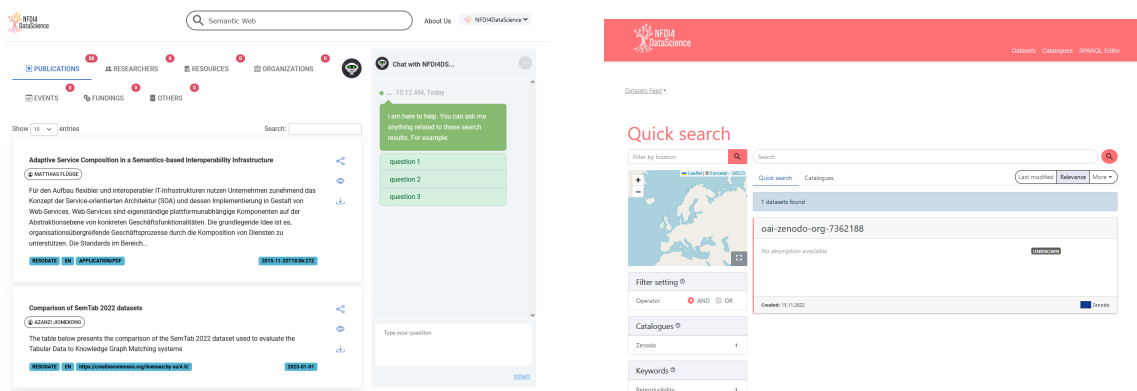 NFDI4
DataScience
Semantic Web
About Us
NFDI4DataScience
PUBLICATIONS
50
RESEARCHERS
0
RESOURCES
0
ORGANIZATIONS
0
EVENTS
0
FUNDINGS
0
OTHERS
0
Show 10 entries
Search:
Adaptive Service Composition in a Semantics-based Interoperability Infrastructure
MATTHIAS FLÜGGE
Für den Aufbau flexibler und interoperabler IT-Infrastrukturen nutzen Unternehmen zunehmend das
Konzept der Service-orientierten Architektur (SOA) und dessen Implementierung in Gestalt von
Web-Services. Web-Services sind eigenständige plattformunabhängige Komponenten auf der
Abstraktionsebene von konkreten Geschäftsfunktionalitäten. Die grundlegende Idee ist es,
organisationsübergreifende Geschäftsprozesse durch die Komposition von Diensten zu
unterstützen. Die Standards im Bereich...
RESODATE EN APPLICATION/PDF 2015-11-20T18:06:27Z
Comparison of SemTab 2022 datasets
AZANZI JIOMEKONG
The table below presents the comparison of the SemTab 2022 dataset used to evaluate the
Tabular Data to Knowledge Graph Matching systems
RESODATE EN https://creativecommons.org/licenses/by-sa/4.0/ 2023-01-01
Chat with NFDI4DS...
... 10:12 AM, Today
I am here to help. You can ask me
anything related to these search
results. For example:
question 1
question 2
question 3
Type your question
SEND
NFDI4
DataScience
Datasets Catalogues SPARQL Editor
Datasets Feed
Quick search
Filter by location
Search
+
−
Leaflet | © Eurostat - GISCO
Quick search Catalogues
Last modified Relevance More
1 datasets found
oai-zenodo-org-7362188
No description available
UNKNOWN
Created: 15.11.2022
Zenodo
Filter setting
Operator AND OR
Catalogues
Zenodo 1
Keywords
Reproducibility 1